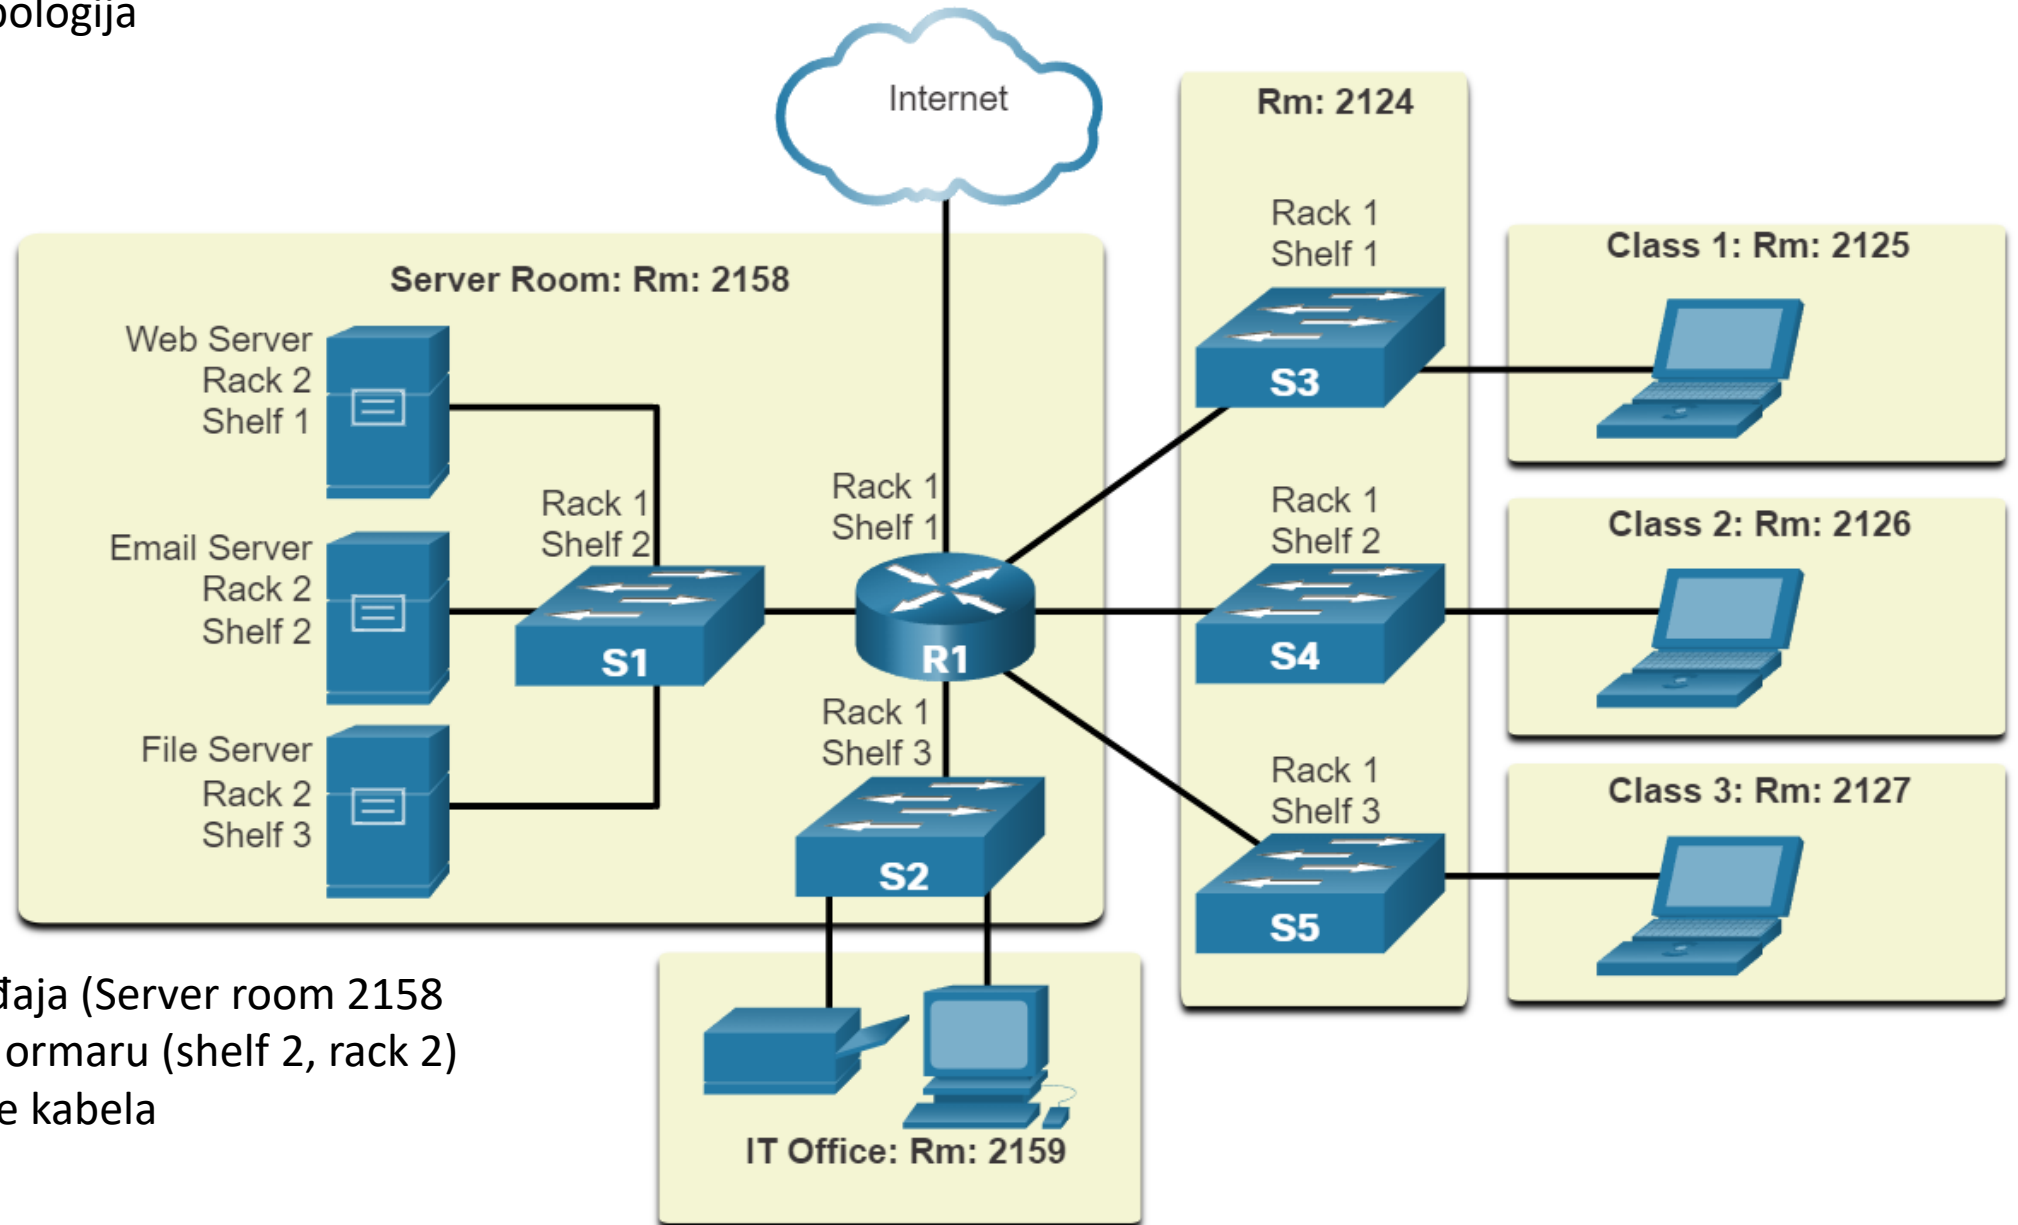 ologija
Internet
Rm: 2124
Rack 1
Shelf 1
S3
Class 1: Rm: 2125
Server Room: Rm: 2158
Web Server
Rack 2
Shelf 1
Email Server
Rack 2
Shelf 2
File Server
Rack 2
Shelf 3
Rack 1
Shelf 2
S1
Rack 1
Shelf 1
R1
Rack 1
Shelf 3
S2
Rack 1
Shelf 2
S4
Class 2: Rm: 2126
Rack 1
Shelf 3
S5
Class 3: Rm: 2127
đaja (Server room 2158
ormaru (shelf 2, rack 2)
e kabela
IT Office: Rm: 2159